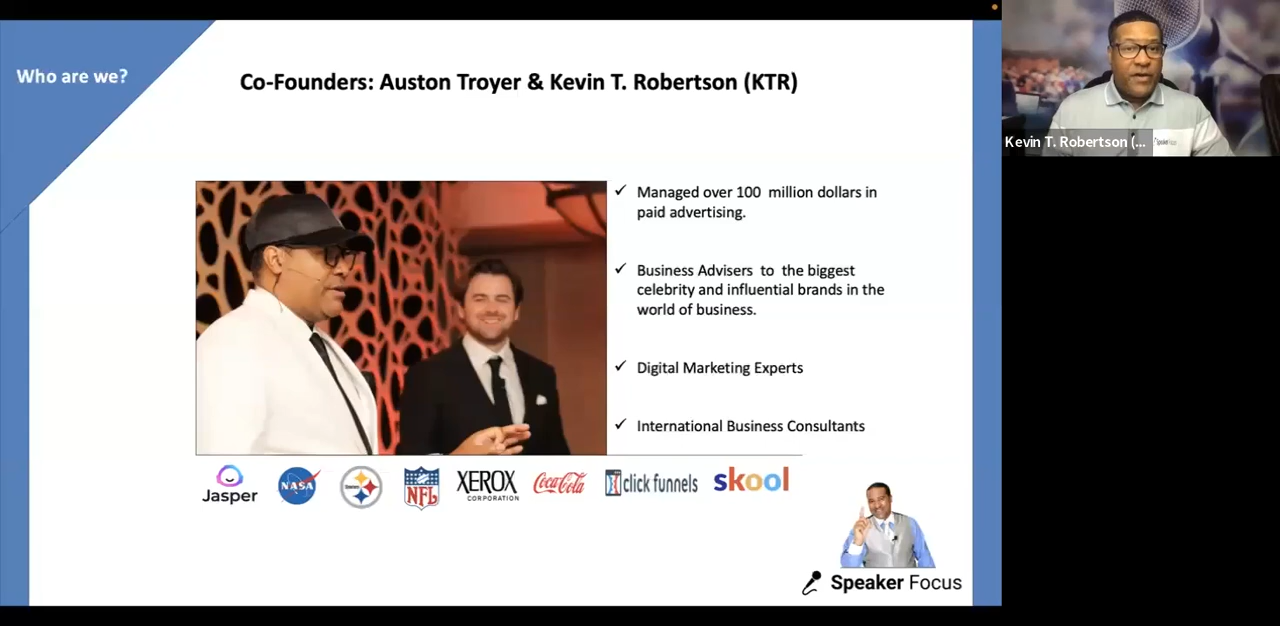 Who are we?
Co-Founders: Auston Troyer & Kevin T. Robertson (KTR)
Managed over 100 million dollars in
paid advertising.
Business Advisers to the biggest
celebrity and influential brands in the
world of business.
Digital Marketing Experts
International Business Consultants
Jasper
NASA
Steelers
NFL
XEROX
CORPORATION
Coca-Cola
click funnels
skool
Speaker Focus
Kevin T. Robertson (...